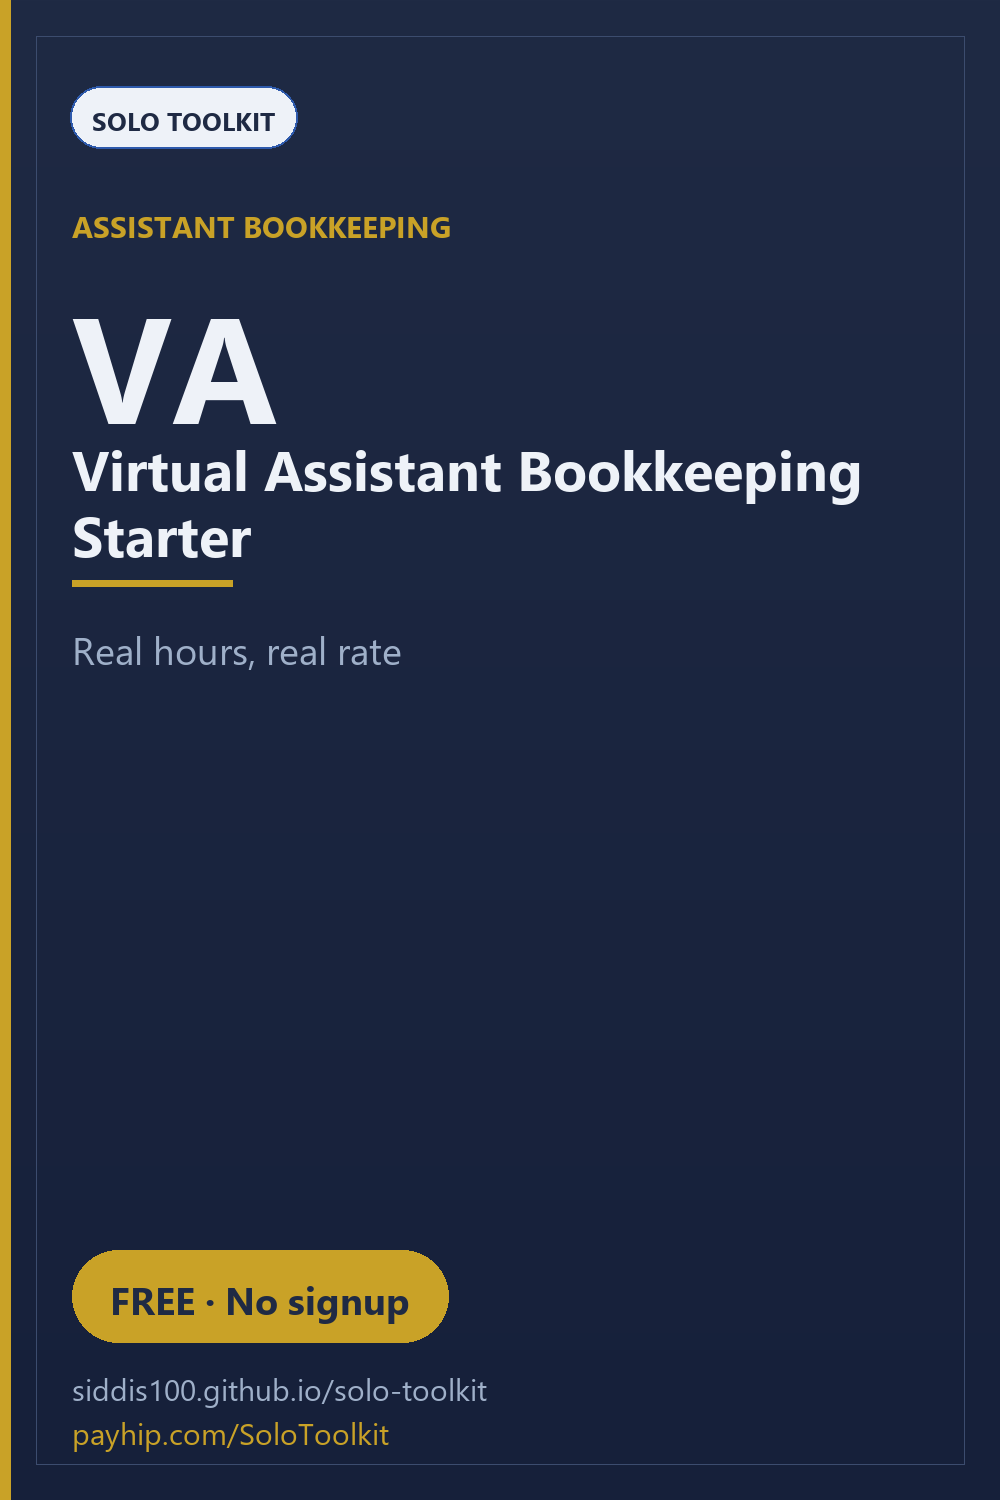 SOLO TOOLKIT
ASSISTANT BOOKKEEPING
VA
Virtual Assistant Bookkeeping
Starter
Real hours, real rate
FREE · No signup
siddis100.github.io/solo-toolkit
payhip.com/SoloToolkit